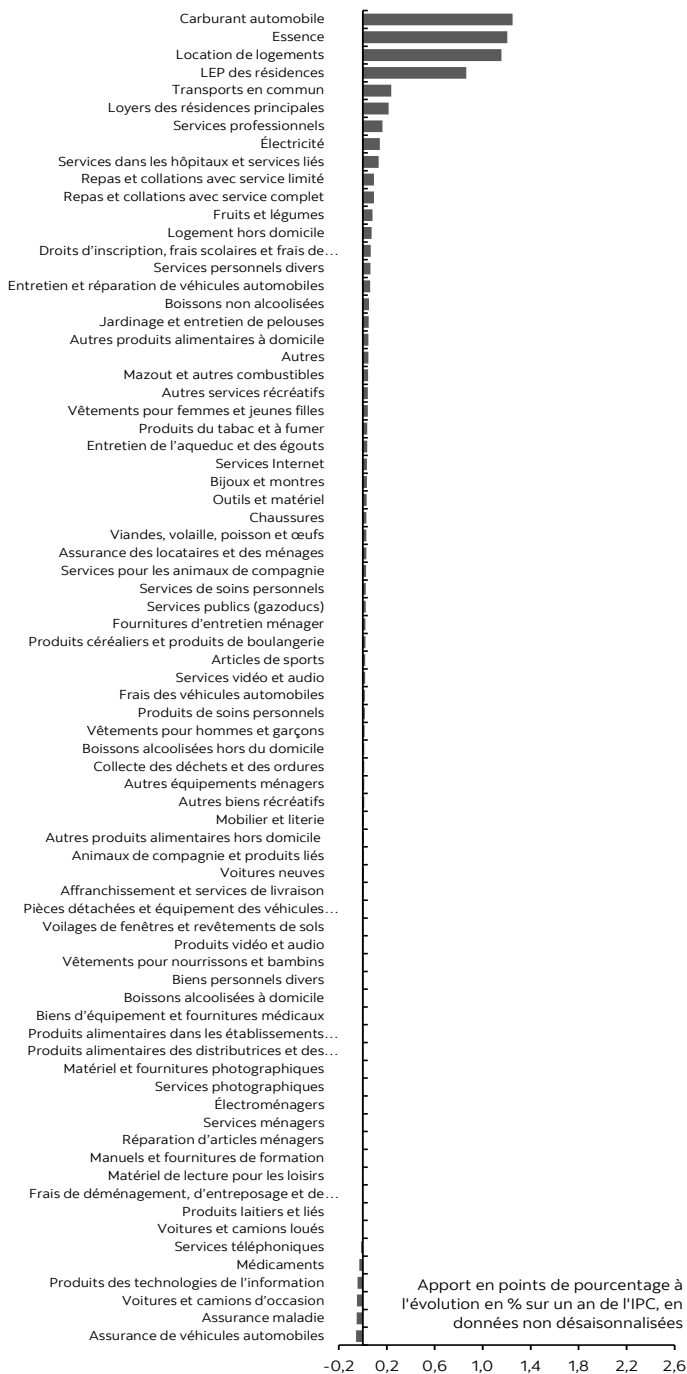 Carburant automobile
Essence
Location de logements
LEP des résidences
Transports en commun
Loyers des résidences principales
Services professionnels
Électricité
Services dans les hôpitaux et services liés
Repas et collations avec service limité
Repas et collations avec service complet
Fruits et légumes
Logement hors domicile
Droits d'inscription, frais scolaires et frais de…
Services personnels divers
Entretien et réparation de véhicules automobiles
Boissons non alcoolisées
Jardinage et entretien de pelouses
Autres produits alimentaires à domicile
Autres
Mazout et autres combustibles
Autres services récréatifs
Vêtements pour femmes et jeunes filles
Produits du tabac et à fumer
Entretien de l'aqueduc et des égouts
Services Internet
Bijoux et montres
Outils et matériel
Chaussures
Viandes, volaille, poisson et œufs
Assurance des locataires et des ménages
Services pour les animaux de compagnie
Services de soins personnels
Services publics (gazoducs)
Fournitures d'entretien ménager
Produits céréaliers et produits de boulangerie
Articles de sports
Services vidéo et audio
Frais des véhicules automobiles
Produits de soins personnels
Vêtements pour hommes et garçons
Boissons alcoolisées hors du domicile
Collecte des déchets et des ordures
Autres équipements ménagers
Autres biens récréatifs
Mobilier et literie
Autres produits alimentaires hors domicile
Animaux de compagnie et produits liés
Voitures neuves
Affranchissement et services de livraison
Pièces détachées et équipement des véhicules…
Voilages de fenêtres et revêtements de sols
Produits vidéo et audio
Vêtements pour nourrissons et bambins
Biens personnels divers
Boissons alcoolisées à domicile
Biens d'équipement et fournitures médicaux
Produits alimentaires dans les établissements…
Produits alimentaires des distributrices et des…
Matériel et fournitures photographiques
Services photographiques
Électroménagers
Services ménagers
Réparation d'articles ménagers
Manuels et fournitures de formation
Matériel de lecture pour les loisirs
Frais de déménagement, d'entreposage et de…
Produits laitiers et liés
Voitures et camions loués
Services téléphoniques
Médicaments
Produits des technologies de l'information
Voitures et camions d'occasion
Assurance maladie
Assurance de véhicules automobiles
Apport en points de pourcentage à
l'évolution en % sur un an de l'IPC, en
données non désaisonnalisées
-0,2 0,2 0,6 1,0 1,4 1,8 2,2 2,6